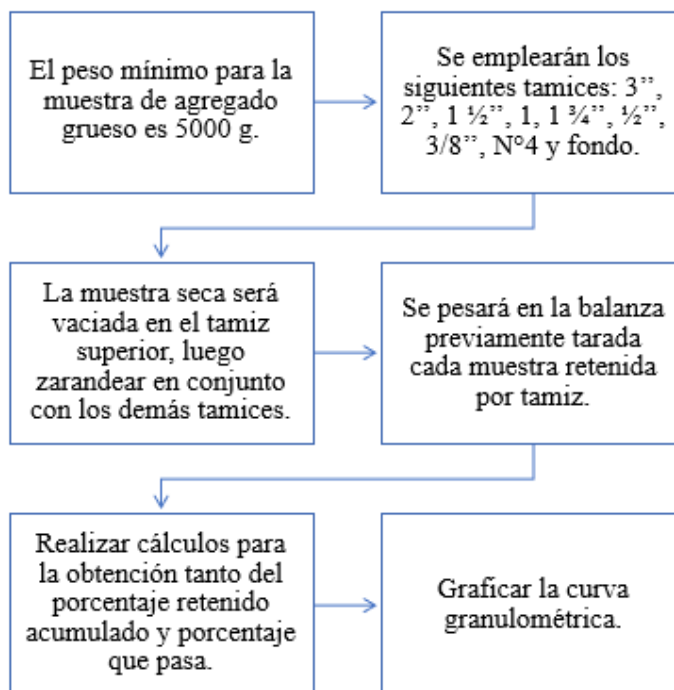 El peso mínimo para la
muestra de agregado
grueso es 5000 g.
Se emplearán los
siguientes tamices: 3”,
2”, 1 ½”, 1, 1 ¾”, ½”,
3/8”, N°4 y fondo.
La muestra seca será
vaciada en el tamiz
superior, luego
zarandear en conjunto
con los demás tamices.
Se pesará en la balanza
previamente tarada
cada muestra retenida
por tamiz.
Realizar cálculos para
la obtención tanto del
porcentaje retenido
acumulado y porcentaje
que pasa.
Graficar la curva
granulométrica.